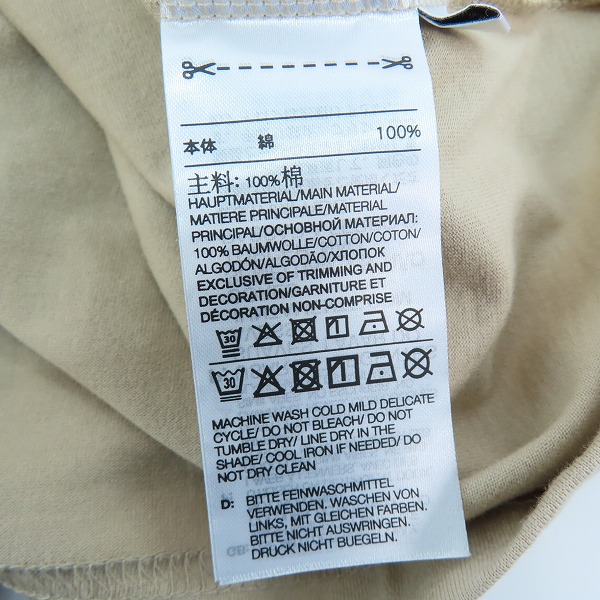 本体 綿 100%
主料: 100%棉
HAUPTMATERIAL/MAIN MATERIAL/
MATIERE PRINCIPALE/MATERIAL
PRINCIPAL/ОСНОВНОЙ МАТЕРИАЛ:
100% BAUMWOLLE/COTTON/COTON/
ALGODÓN/ALGODÃO/ХЛОПОК
EXCLUSIVE OF TRIMMING AND
DECORATION/GARNITURE ET
DÉCORATION NON-COMPRISE
30
30
MACHINE WASH COLD MILD DELICATE
CYCLE/ DO NOT BLEACH/ DO NOT
TUMBLE DRY/ LINE DRY IN THE
SHADE/ COOL IRON IF NEEDED/ DO
NOT DRY CLEAN
D: BITTE FEINWASCHMITTEL
VERWENDEN. WASCHEN VON
LINKS, MIT GLEICHEN FARBEN.
BITTE NICHT AUSWRINGEN.
DRUCK NICHT BUEGELN.